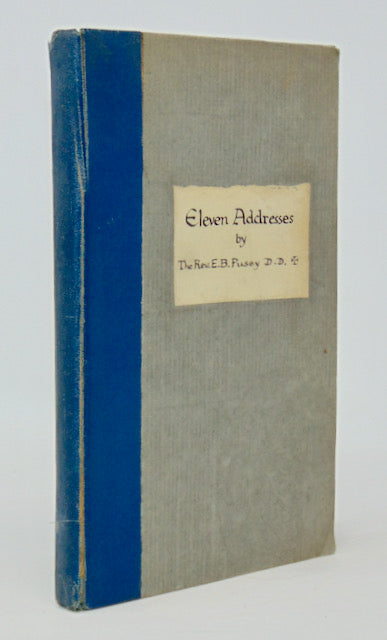 Eleven Addresses
by
The Rev. E.B. Pusey D.D. ✠